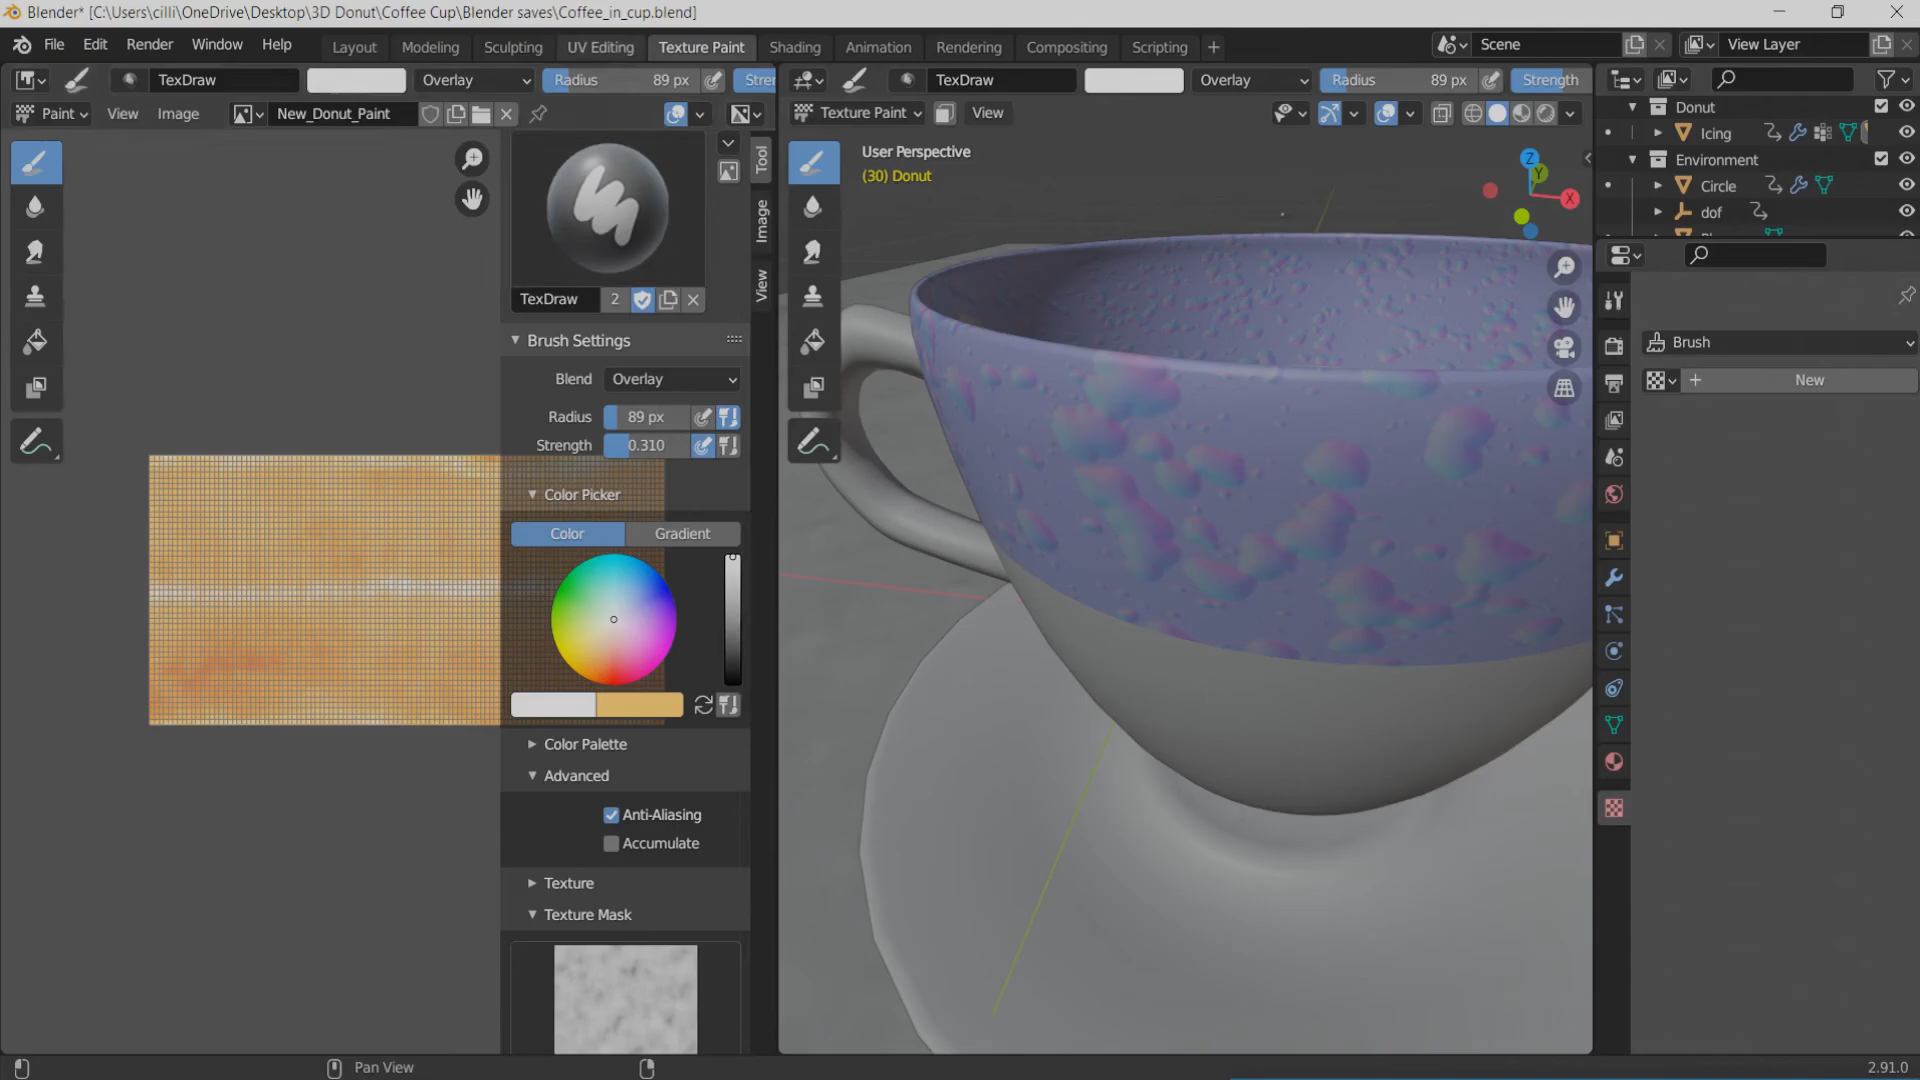 Blender* [C:\Users\cilli\OneDrive\Desktop\3D Donut\Coffee Cup\Blender saves\Coffee_in_cup.blend]
File Edit Render Window Help Layout Modeling Sculpting UV Editing Texture Paint Shading Animation Rendering Compositing Scripting + Scene View Layer
TexDraw Overlay Radius 89 px Stren TexDraw Overlay Radius 89 px Strength
Paint View Image New_Donut_Paint Texture Paint View
Donut
Icing
Environment
Circle
dof
User Perspective
(30) Donut
Z
Y
X
Tool
Image
View
TexDraw 2
Brush Settings
Blend Overlay
Radius 89 px
Strength 0.310
Color Picker
Color Gradient
Color Palette
Advanced
Anti-Aliasing
Accumulate
Texture
Texture Mask
Brush
+ New
Pan View
2.91.0